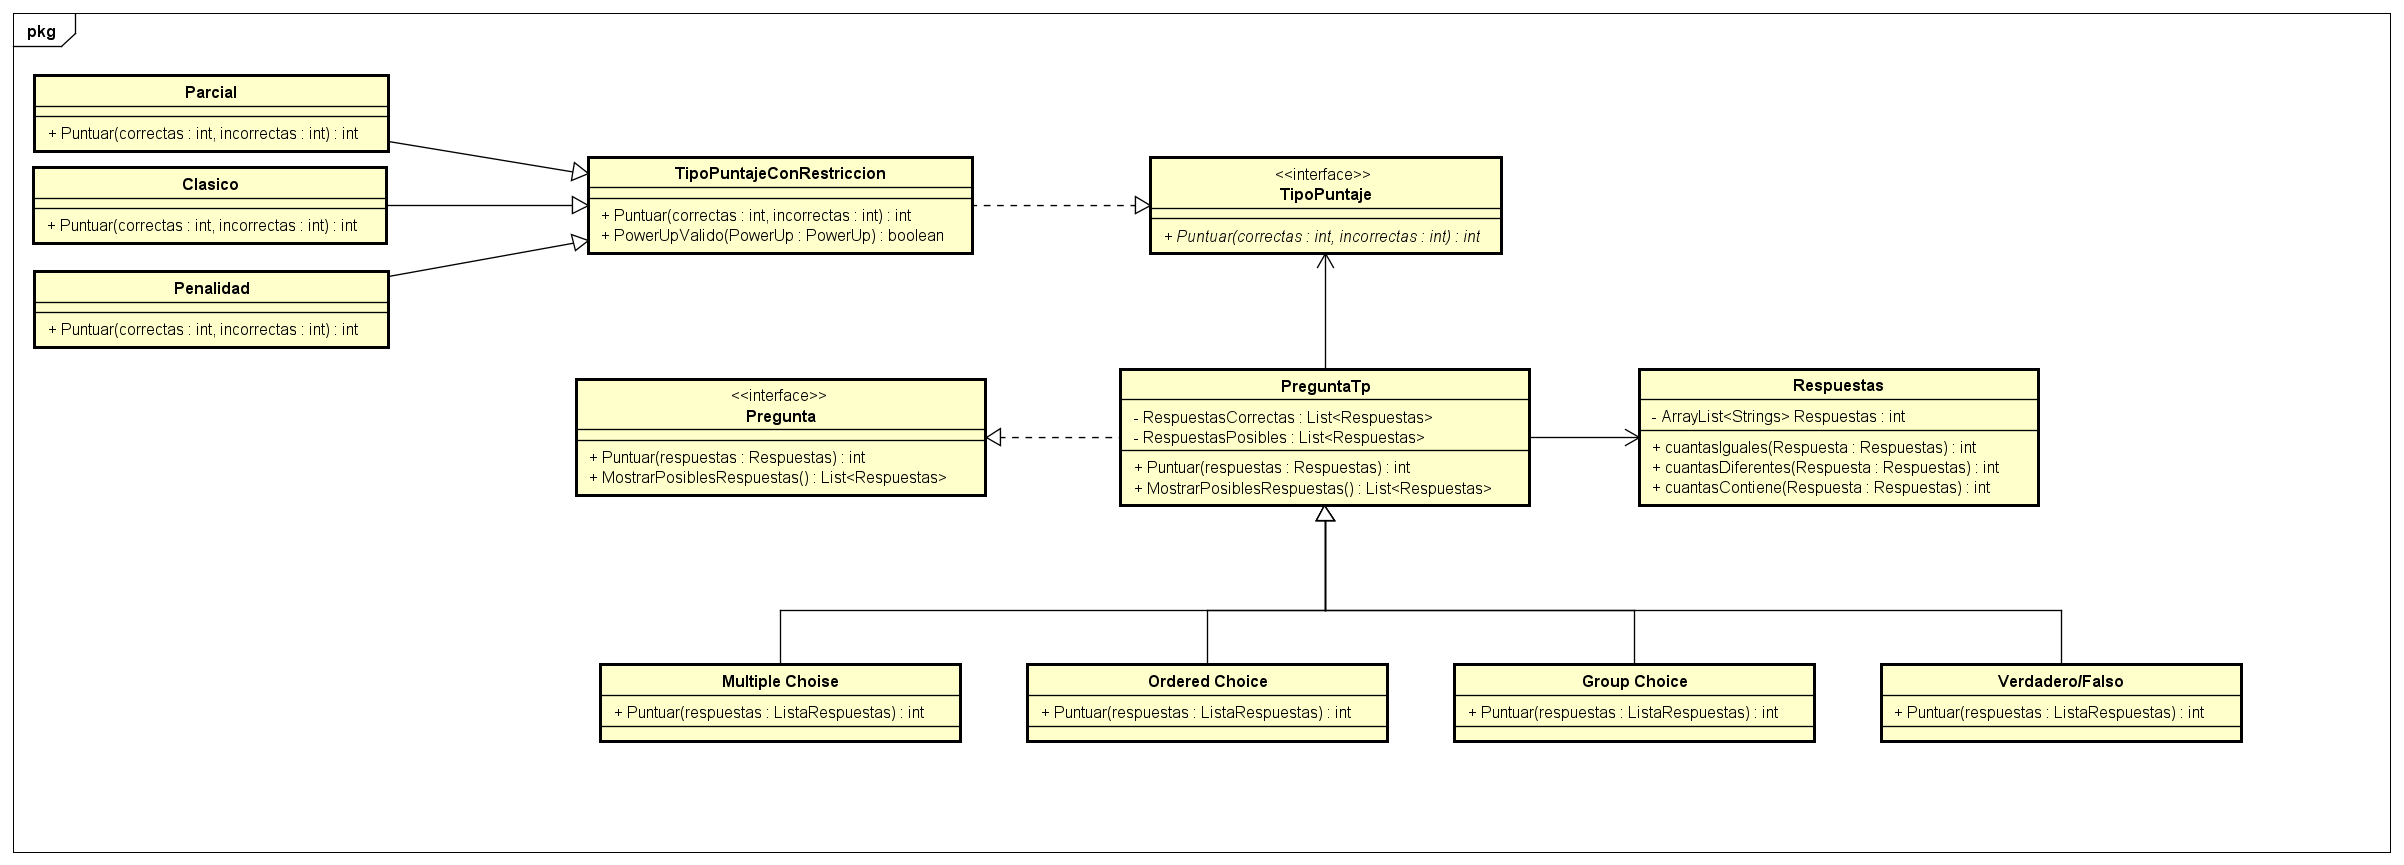 pkg
Parcial
+ Puntuar(correctas : int, incorrectas : int) : int
Clasico
+ Puntuar(correctas : int, incorrectas : int) : int
Penalidad
+ Puntuar(correctas : int, incorrectas : int) : int
TipoPuntajeConRestriccion
+ Puntuar(correctas : int, incorrectas : int) : int
+ PowerUpValido(PowerUp : PowerUp) : boolean
<<interface>>
TipoPuntaje
+ Puntuar(correctas : int, incorrectas : int) : int
<<interface>>
Pregunta
+ Puntuar(respuestas : Respuestas) : int
+ MostrarPosiblesRespuestas() : List<Respuestas>
PreguntaTp
- RespuestasCorrectas : List<Respuestas>
- RespuestasPosibles : List<Respuestas>
+ Puntuar(respuestas : Respuestas) : int
+ MostrarPosiblesRespuestas() : List<Respuestas>
Respuestas
- ArrayList<Strings> Respuestas : int
+ cuantasIguales(Respuesta : Respuestas) : int
+ cuantasDiferentes(Respuesta : Respuestas) : int
+ cuantasContiene(Respuesta : Respuestas) : int
Multiple Choise
+ Puntuar(respuestas : ListaRespuestas) : int
Ordered Choice
+ Puntuar(respuestas : ListaRespuestas) : int
Group Choice
+ Puntuar(respuestas : ListaRespuestas) : int
Verdadero/Falso
+ Puntuar(respuestas : ListaRespuestas) : int